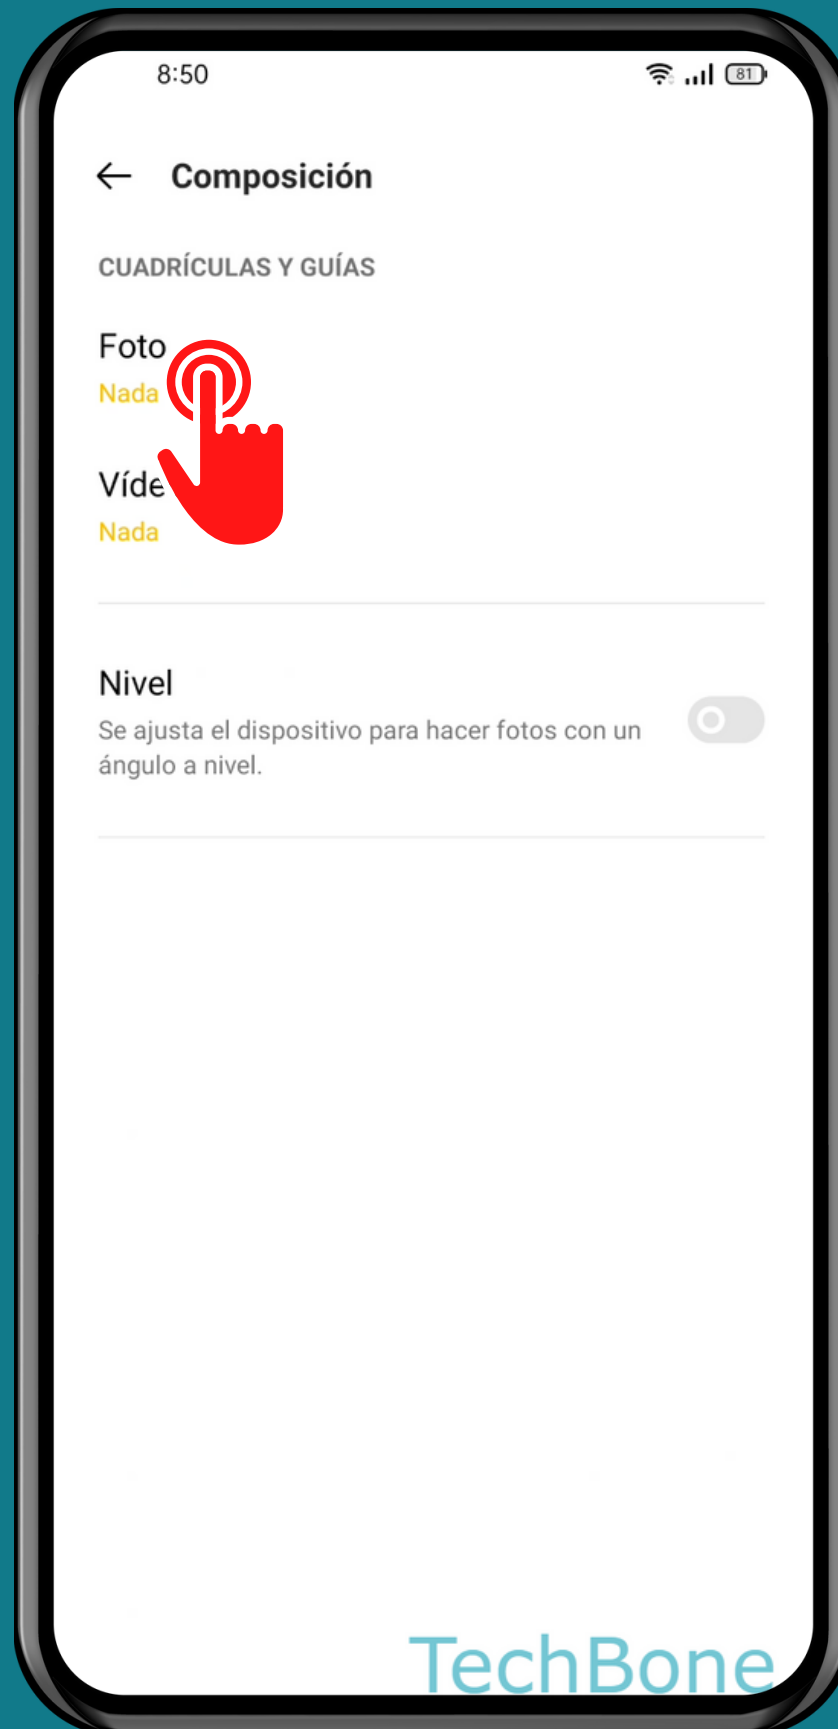 8:50
81
Composición
CUADRÍCULAS Y GUÍAS
Foto
Nada
Víde
Nada
Nivel
Se ajusta el dispositivo para hacer fotos con un
ángulo a nivel.
TechBone